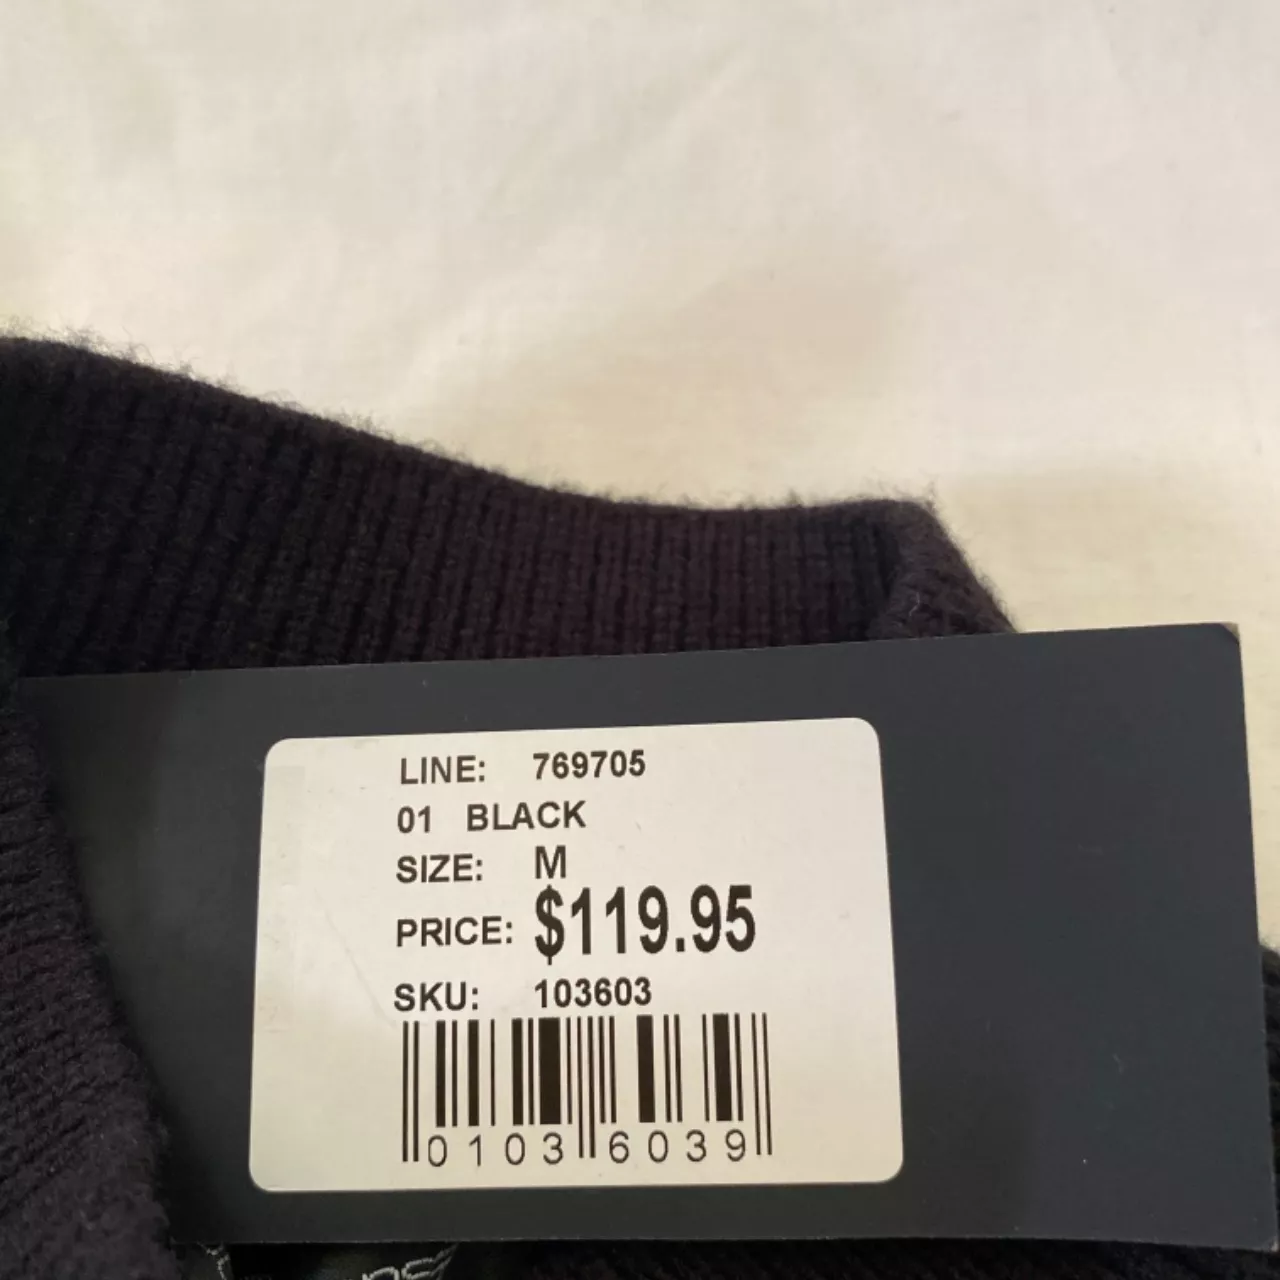 LINE: 769705
01 BLACK
SIZE: M
PRICE: $119.95
SKU: 103603
0103 6039